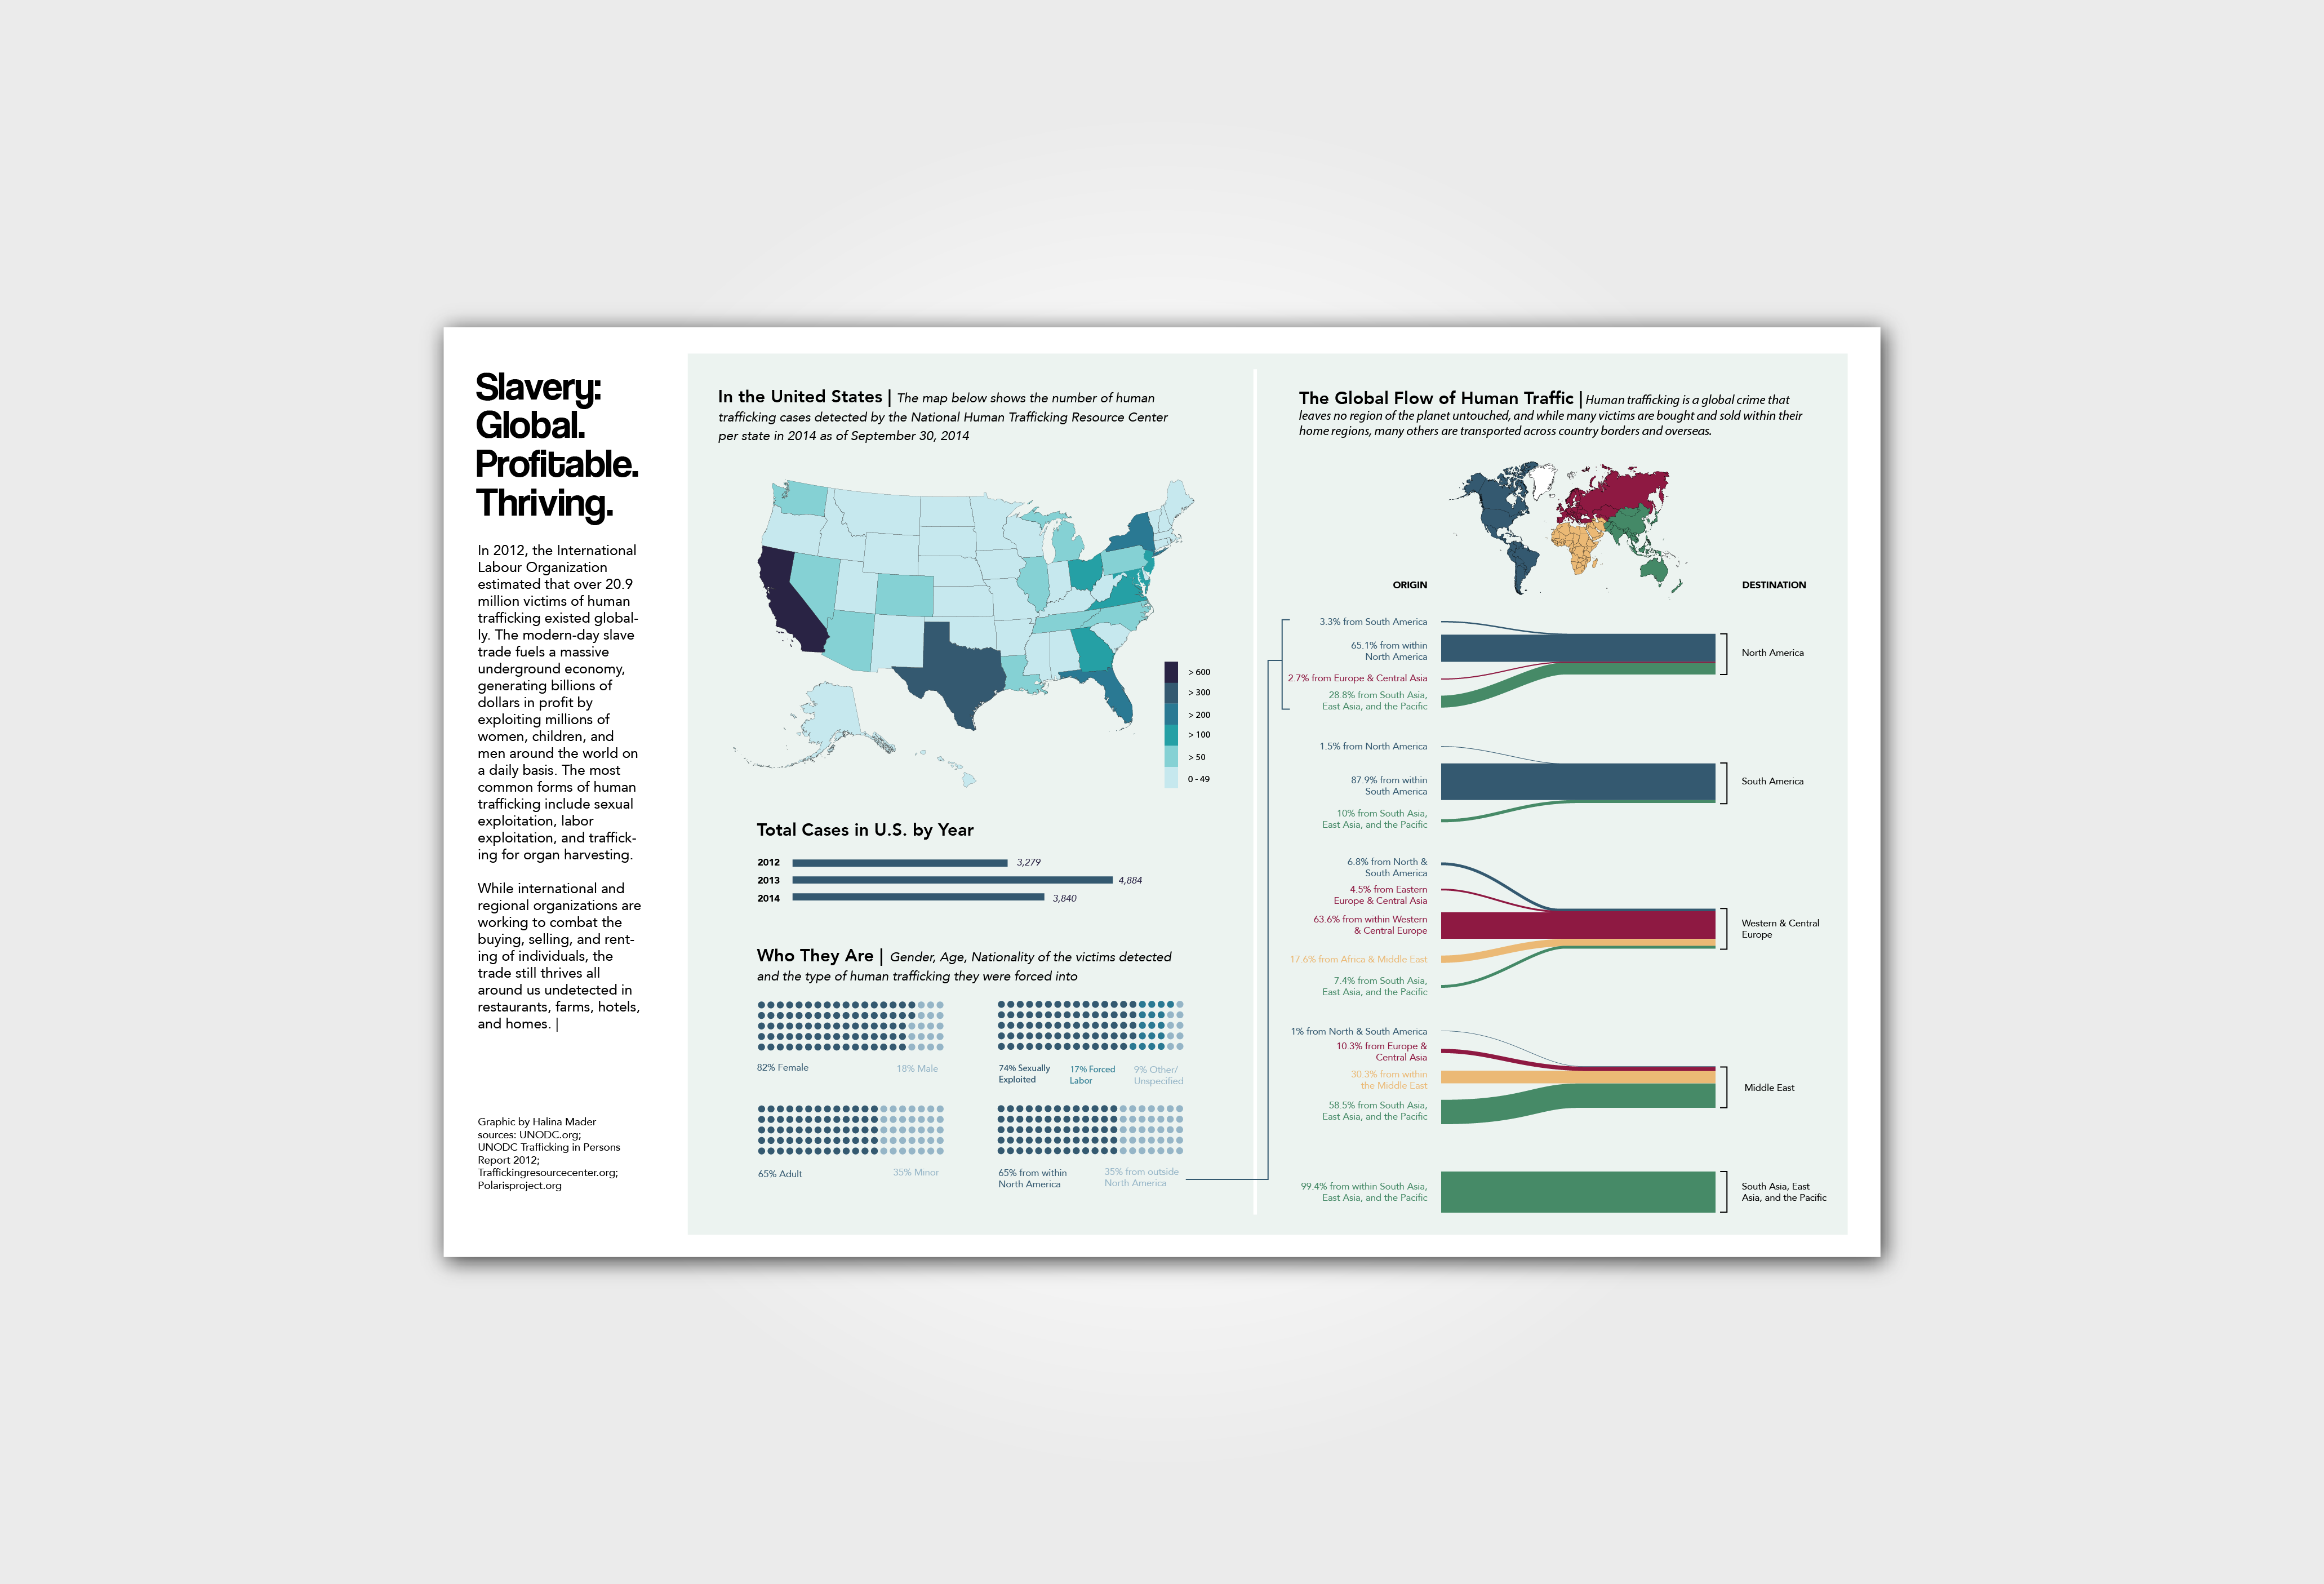 Slavery:
Global.
Profitable.
Thriving.
In 2012, the International
Labour Organization
estimated that over 20.9
million victims of human
trafficking existed global-
ly. The modern-day slave
trade fuels a massive
underground economy,
generating billions of
dollars in profit by
exploiting millions of
women, children, and
men around the world on
a daily basis. The most
common forms of human
trafficking include sexual
exploitation, labor
exploitation, and traffick-
ing for organ harvesting.
While international and
regional organizations are
working to combat the
buying, selling, and rent-
ing of individuals, the
trade still thrives all
around us undetected in
restaurants, farms, hotels,
and homes. |
Graphic by Halina Mader
sources: UNODC.org;
UNODC Trafficking in Persons
Report 2012;
Traffickingresourcecenter.org;
Polarisproject.org
In the United States | The map below shows the number of human
trafficking cases detected by the National Human Trafficking Resource Center
per state in 2014 as of September 30, 2014
> 600
> 300
> 200
> 100
> 50
0 - 49
Total Cases in U.S. by Year
2012 3,279
2013 4,884
2014 3,840
Who They Are | Gender, Age, Nationality of the victims detected
and the type of human trafficking they were forced into
82% Female
18% Male
74% Sexually
Exploited
17% Forced
Labor
9% Other/
Unspecified
65% Adult
35% Minor
65% from within
North America
35% from outside
North America
The Global Flow of Human Traffic | Human trafficking is a global crime that
leaves no region of the planet untouched, and while many victims are bought and sold within their
home regions, many others are transported across country borders and overseas.
ORIGIN
DESTINATION
3.3% from South America
65.1% from within
North America
2.7% from Europe & Central Asia
28.8% from South Asia,
East Asia, and the Pacific
North America
1.5% from North America
87.9% from within
South America
10% from South Asia,
East Asia, and the Pacific
South America
6.8% from North &
South America
4.5% from Eastern
Europe & Central Asia
63.6% from within Western
& Central Europe
17.6% from Africa & Middle East
7.4% from South Asia,
East Asia, and the Pacific
Western & Central
Europe
1% from North & South America
10.3% from Europe &
Central Asia
30.3% from within
the Middle East
58.5% from South Asia,
East Asia, and the Pacific
Middle East
99.4% from within South Asia,
East Asia, and the Pacific
South Asia, East
Asia, and the Pacific